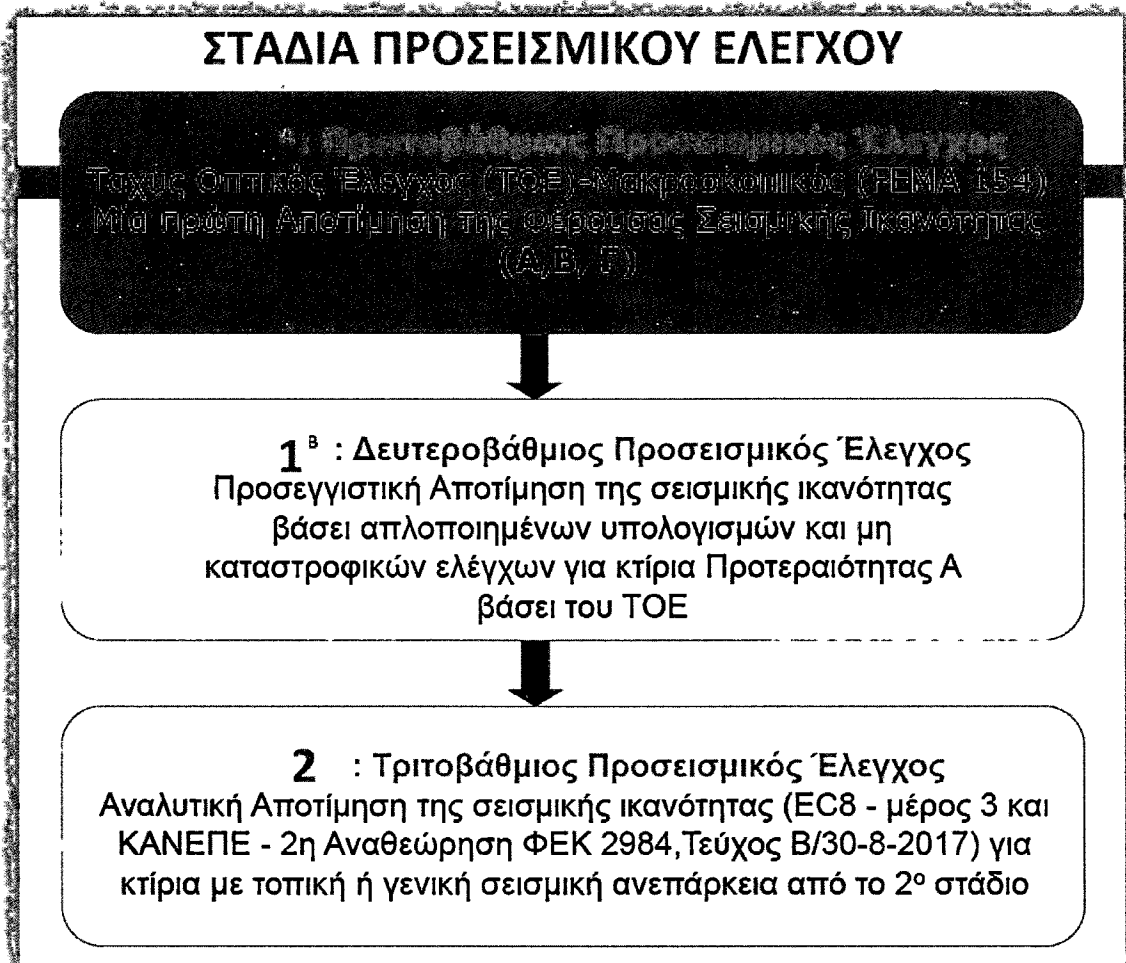 ΣΤΑΔΙΑ ΠΡΟΣΕΙΣΜΙΚΟΥ ΕΛΕΓΧΟΥ
Α: Πρωτοβάθμιος Προσεισμικός Έλεγχος
Ταχύς Οπτικός Έλεγχος (ΤΟΕ)-Μακροσκοπικός (FEMA 154)
Μία πρώτη Αποτίμηση της Φέρουσας Σεισμικής Ικανότητας
(Α,Β, Γ)
1Β : Δευτεροβάθμιος Προσεισμικός Έλεγχος
Προσεγγιστική Αποτίμηση της σεισμικής ικανότητας
βάσει απλοποιημένων υπολογισμών και μη
καταστροφικών ελέγχων για κτίρια Προτεραιότητας Α
βάσει του ΤΟΕ
2 : Τριτοβάθμιος Προσεισμικός Έλεγχος
Αναλυτική Αποτίμηση της σεισμικής ικανότητας (EC8 - μέρος 3 και
ΚΑΝΕΠΕ - 2η Αναθεώρηση ΦΕΚ 2984,Τεύχος Β/30-8-2017) για
κτίρια με τοπική ή γενική σεισμική ανεπάρκεια από το 2ο στάδιο